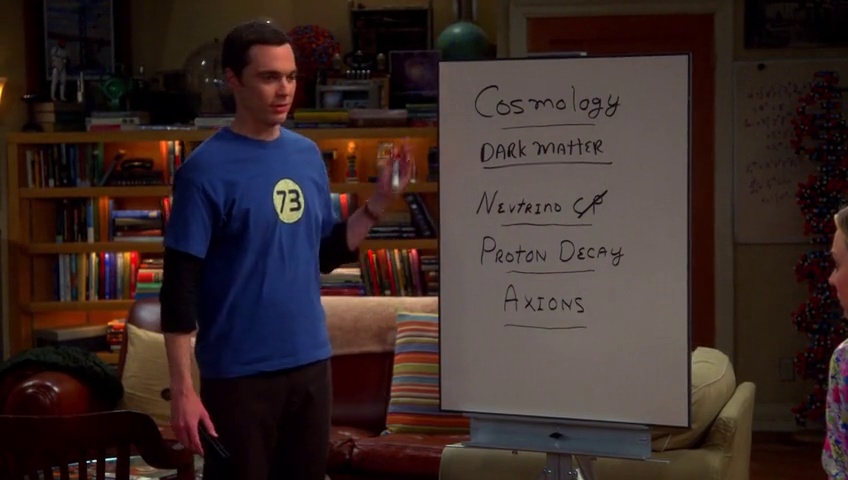 73
Cosmology
DARK MATTER
NEUTRINO CP
PROTON DECAY
AXIONS